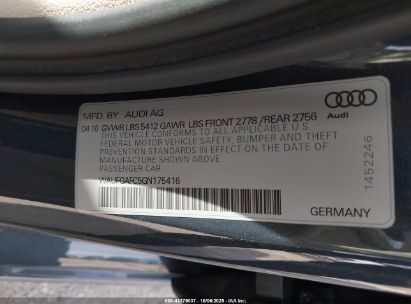 MFD. BY AUDI AG
04 16 GVWR LBS 5412 GAWR LBS FRONT 2778 /REAR 2756
THIS VEHICLE CONFORMS TO ALL APPLICABLE U.S.
FEDERAL MOTOR VEHICLE SAFETY, BUMPER AND THEFT
PREVENTION STANDARDS IN EFFECT ON THE DATE OF
MANUFACTURE SHOWN ABOVE.
PASSENGER CAR
GERMANY
Audi
1452246